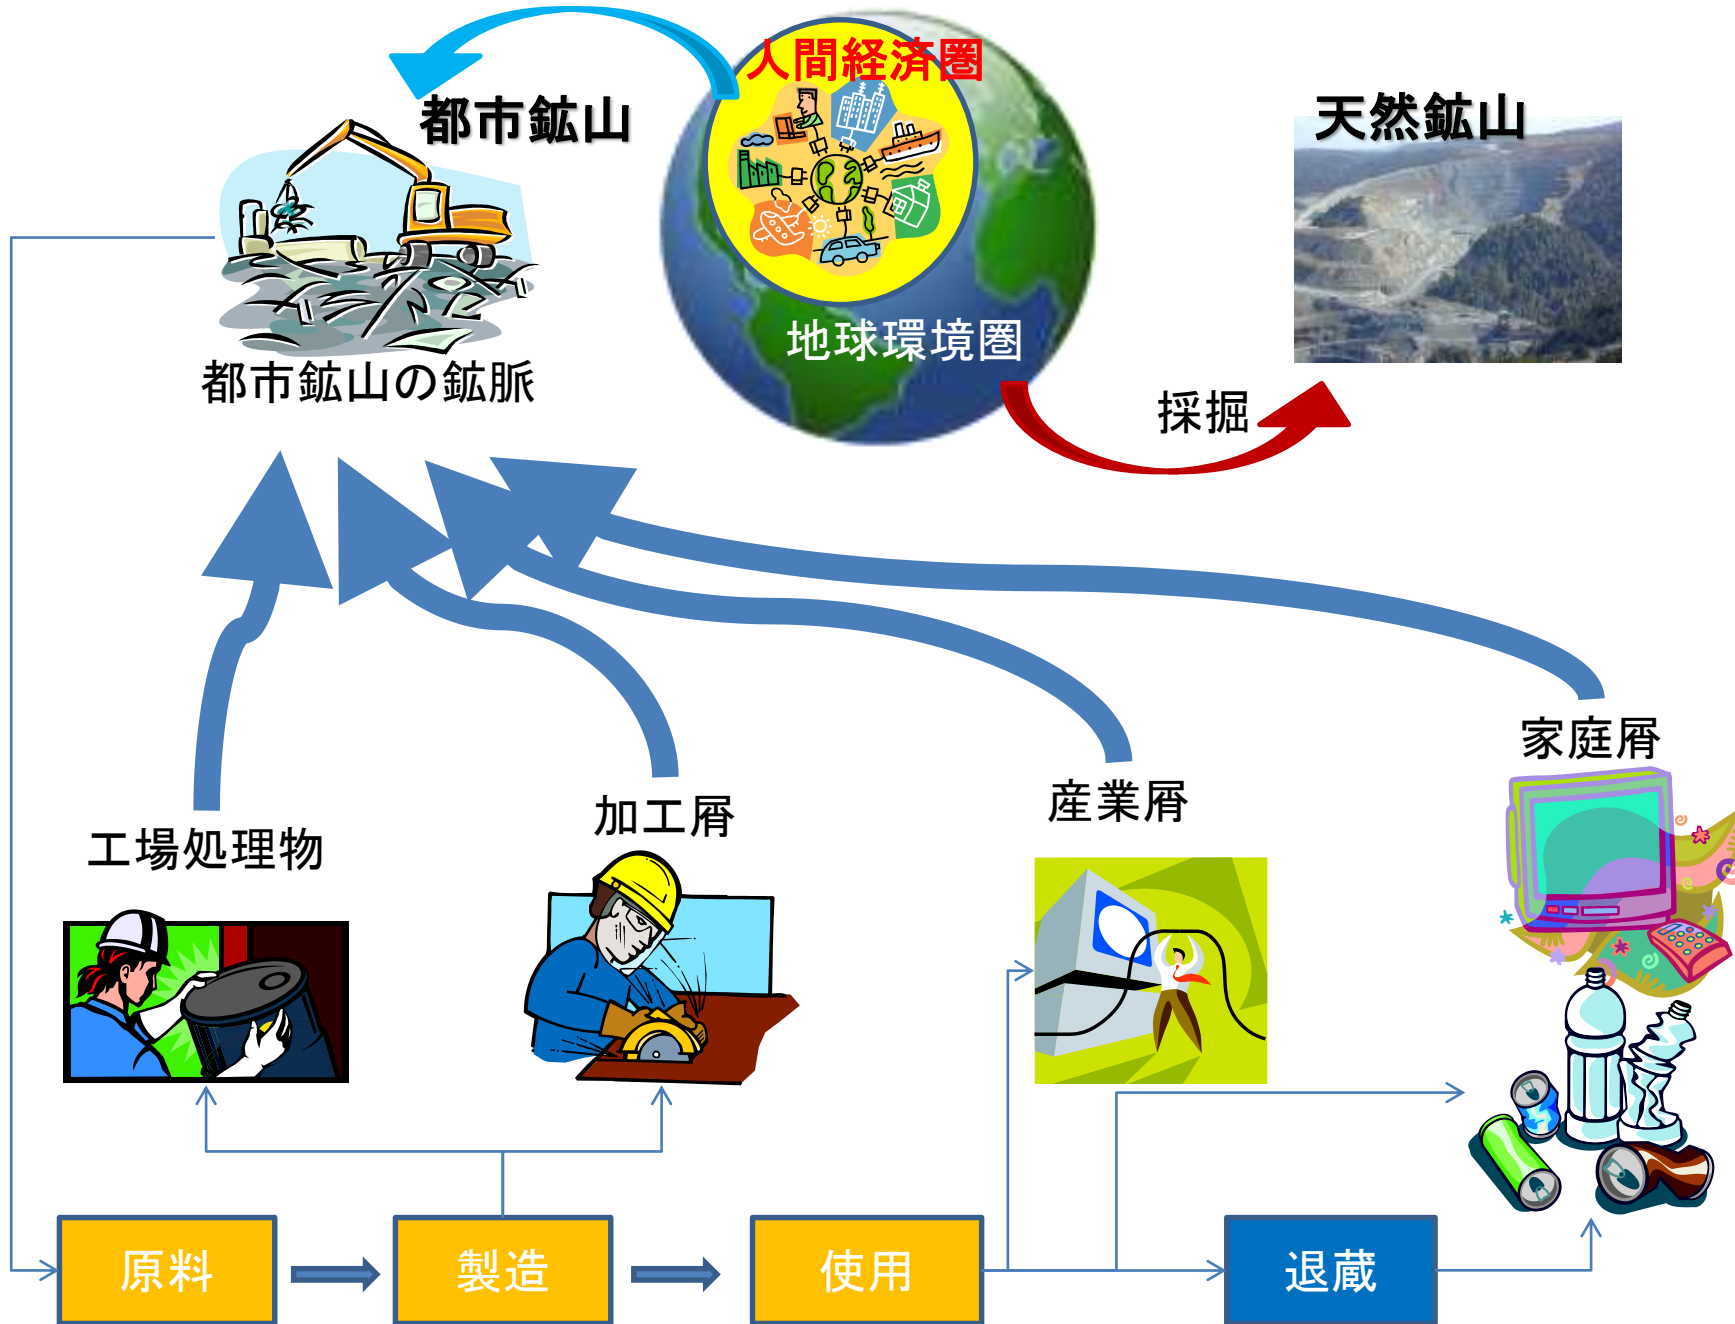 人間経済圏
都市鉱山
天然鉱山
地球環境圏
都市鉱山の鉱脈
採掘
家庭屑
産業屑
加工屑
工場処理物
原料
製造
使用
退蔵